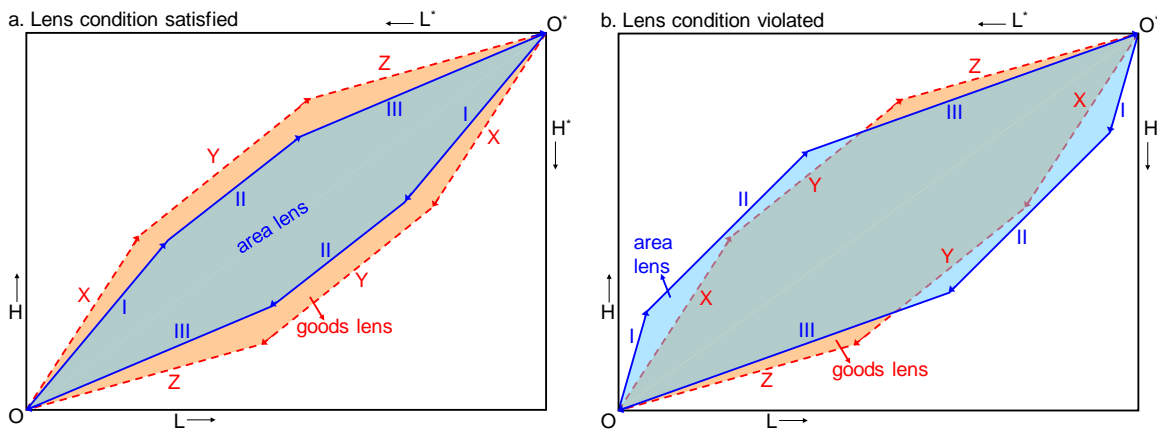 a. Lens condition satisfied
L*
O*
Z
III
I
X
H*
Y
II
area lens
X
I
II
Y
H
III
goods lens
Z
O
L
b. Lens condition violated
L*
O*
Z
X
I
III
H
II
Y
area
lens
II
Y
X
H
I
III
goods lens
Z
O
L